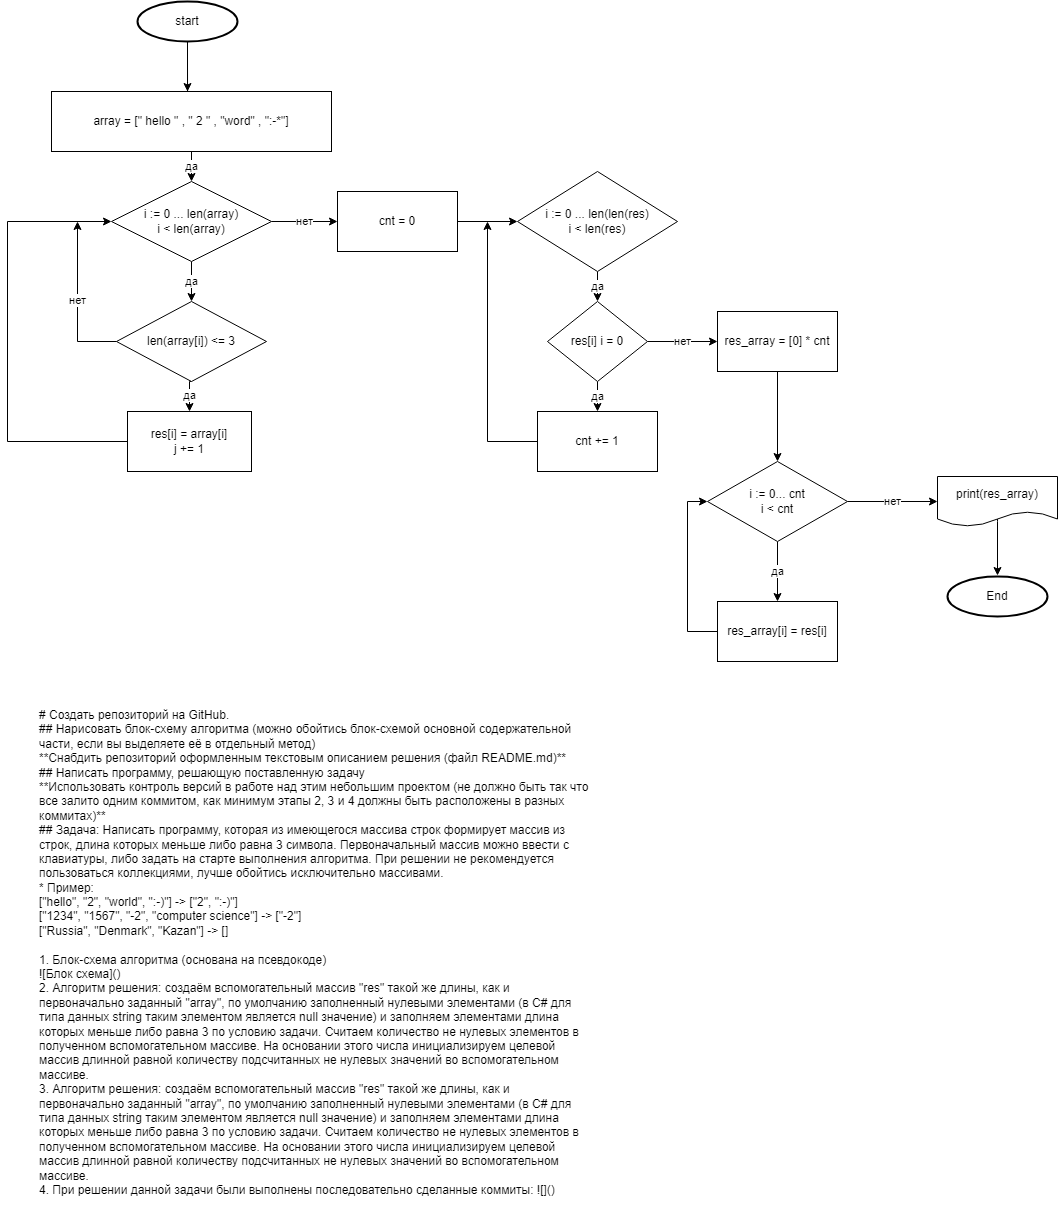 start
array = [" hello " , " 2 " , "word" , ":-*"]
да
i := 0 ... len(array)
i < len(array)
нет
cnt = 0
i := 0 ... len(len(res)
i < len(res)
да
нет
len(array[i]) <= 3
да
res[i] = array[i]
j += 1
да
res[i] i = 0
нет
res_array = [0] * cnt
да
cnt += 1
i := 0... cnt
i < cnt
нет
print(res_array)
да
End
res_array[i] = res[i]
# Создать репозиторий на GitHub.
## Нарисовать блок-схему алгоритма (можно обойтись блок-схемой основной содержательной
части, если вы выделяете её в отдельный метод)
**Снабдить репозиторий оформленным текстовым описанием решения (файл README.md)**
## Написать программу, решающую поставленную задачу
**Использовать контроль версий в работе над этим небольшим проектом (не должно быть так что
все залито одним коммитом, как минимум этапы 2, 3 и 4 должны быть расположены в разных
коммитах)**
## Задача: Написать программу, которая из имеющегося массива строк формирует массив из
строк, длина которых меньше либо равна 3 символа. Первоначальный массив можно ввести с
клавиатуры, либо задать на старте выполнения алгоритма. При решении не рекомендуется
пользоваться коллекциями, лучше обойтись исключительно массивами.
* Пример:
["hello", "2", "world", ":-)"] -> ["2", ":-)"]
["1234", "1567", "-2", "computer science"] -> ["-2"]
["Russia", "Denmark", "Kazan"] -> []
1. Блок-схема алгоритма (основана на псевдокоде)
![Блок схема]()
2. Алгоритм решения: создаём вспомогательный массив "res" такой же длины, как и
первоначально заданный "array", по умолчанию заполненный нулевыми элементами (в C# для
типа данных string таким элементом является null значение) и заполняем элементами длина
которых меньше либо равна 3 по условию задачи. Считаем количество не нулевых элементов в
полученном вспомогательном массиве. На основании этого числа инициализируем целевой
массив длинной равной количеству подсчитанных не нулевых значений во вспомогательном
массиве.
3. Алгоритм решения: создаём вспомогательный массив "res" такой же длины, как и
первоначально заданный "array", по умолчанию заполненный нулевыми элементами (в C# для
типа данных string таким элементом является null значение) и заполняем элементами длина
которых меньше либо равна 3 по условию задачи. Считаем количество не нулевых элементов в
полученном вспомогательном массиве. На основании этого числа инициализируем целевой
массив длинной равной количеству подсчитанных не нулевых значений во вспомогательном
массиве.
4. При решении данной задачи были выполнены последовательно сделанные коммиты: ![]()